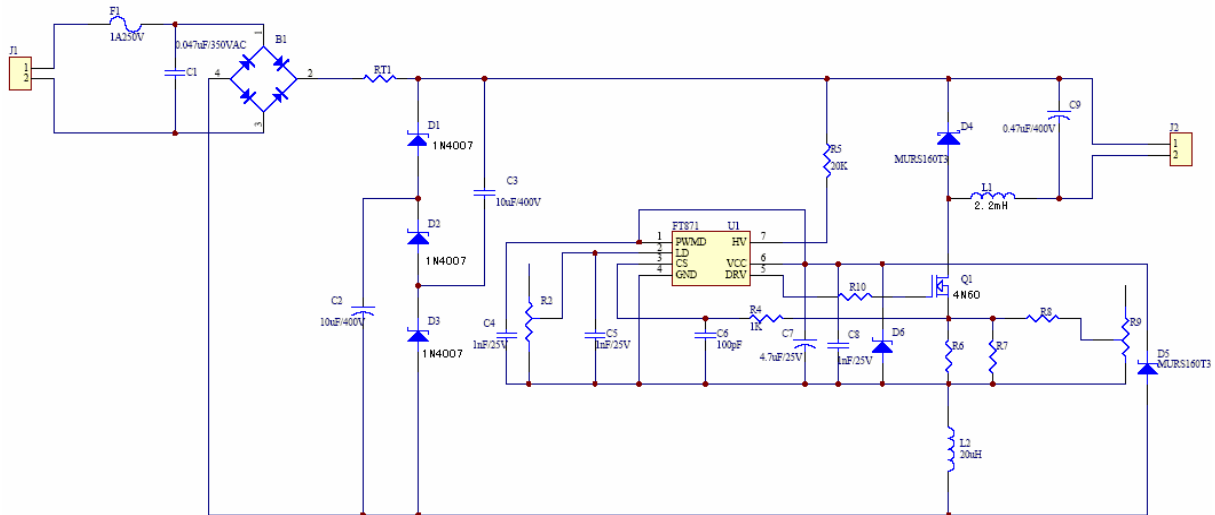 F1
1A250V
J1
1
2
0.047uF/350VAC
C1
B1
1
4
2
3
RT1
D1
1N4007
C3
10uF/400V
D2
1N4007
C2
10uF/400V
D3
1N4007
R5
20K
D4
MURS160T3
C9
0.47uF/400V
J2
1
2
L1
2.2mH
FT871
U1
1
2
3
4
PWMD
LD
CS
GND
HV
VCC
DRV
7
6
5
R2
C4
1nF/25V
C5
1nF/25V
C6
100pF
R4
1K
C7
4.7uF/25V
C8
1nF/25V
D6
R10
Q1
4N60
R6
R7
R8
R9
D5
MURS160T3
L2
20uH